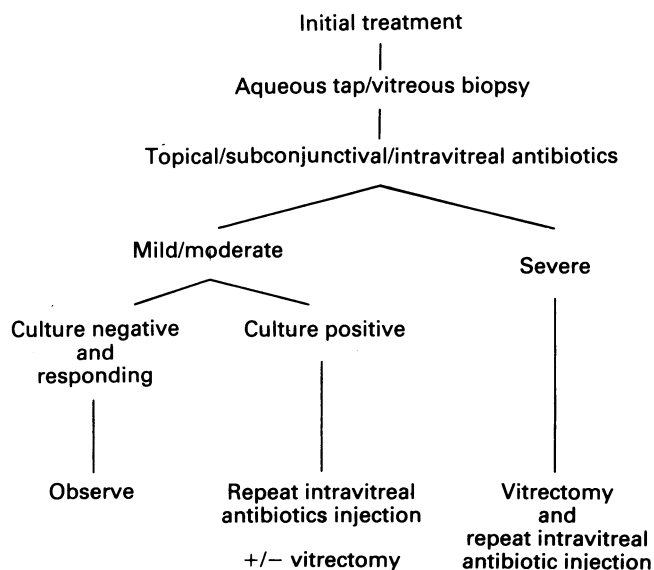 Initial treatment
Aqueous tap/vitreous biopsy
Topical/subconjunctival/intravitreal antibiotics
Mild/moderate
Severe
Culture negative
and
responding
Culture positive
Observe
Repeat intravitreal
antibiotics injection
+/− vitrectomy
Vitrectomy
and
repeat intravitreal
antibiotic injection